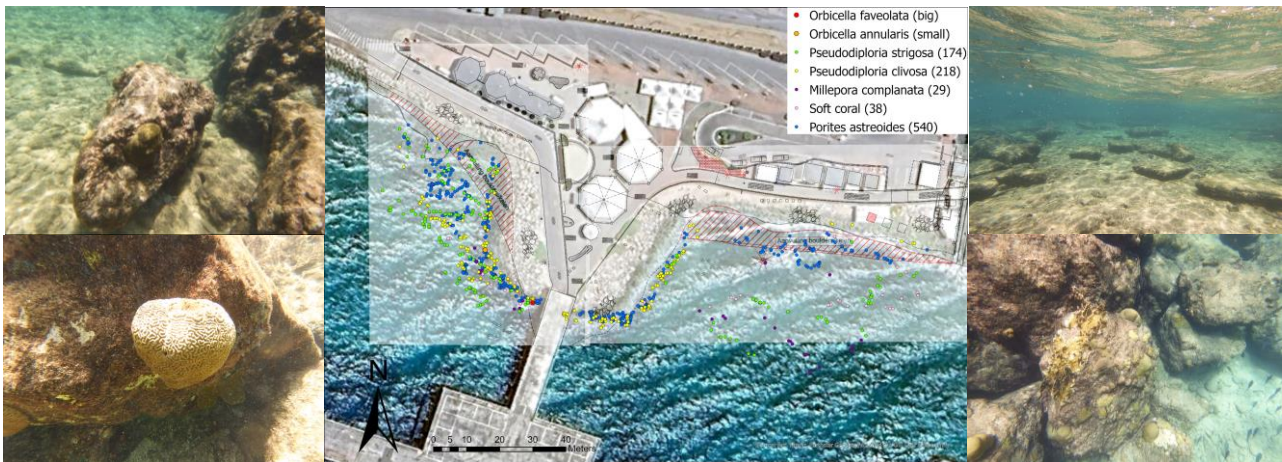 Orbicella faveolata (big)
Orbicella annularis (small)
Pseudodiploria strigosa (174)
Pseudodiploria clivosa (218)
Millepora complanata (29)
Soft coral (38)
Porites astreoides (540)
N
0 5 10 20 30 40
Meters